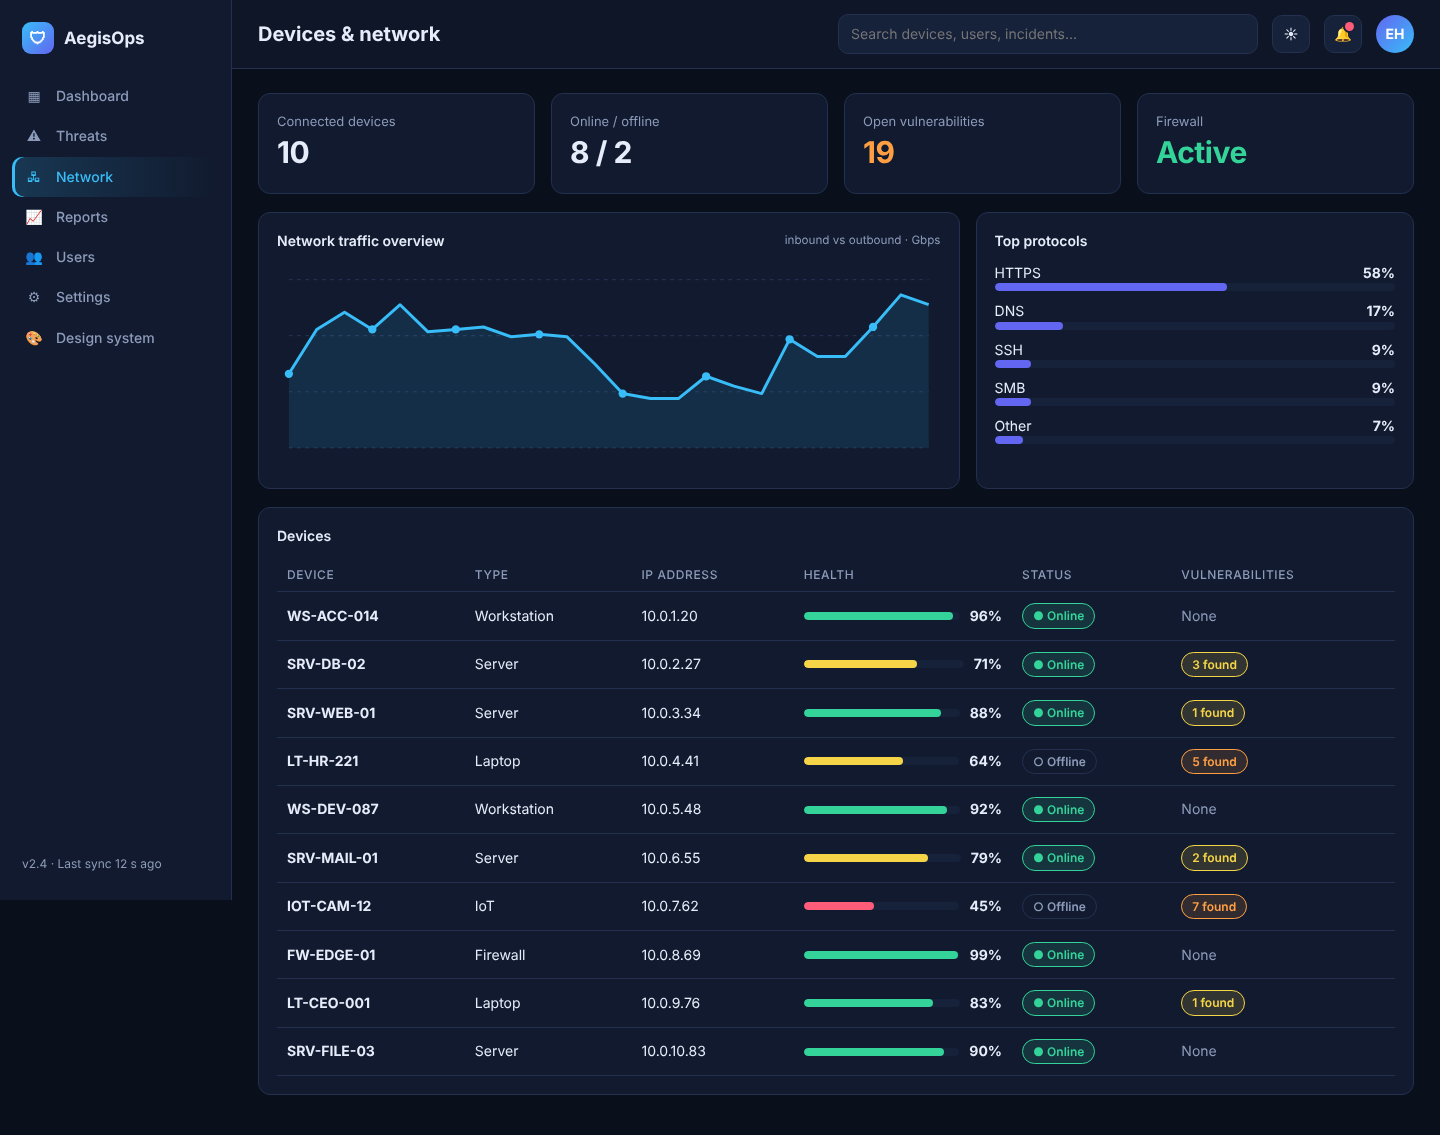 AegisOps
Dashboard
Threats
Network
Reports
Users
Settings
Design system
v2.4 · Last sync 12 s ago
Devices & network
Search devices, users, incidents...
EH
Connected devices
10
Online / offline
8 / 2
Open vulnerabilities
19
Firewall
Active
Network traffic overview
inbound vs outbound · Gbps
Top protocols
HTTPS 58%
DNS 17%
SSH 9%
SMB 9%
Other 7%
Devices
DEVICE TYPE IP ADDRESS HEALTH STATUS VULNERABILITIES
WS-ACC-014 Workstation 10.0.1.20 96% Online None
SRV-DB-02 Server 10.0.2.27 71% Online 3 found
SRV-WEB-01 Server 10.0.3.34 88% Online 1 found
LT-HR-221 Laptop 10.0.4.41 64% Offline 5 found
WS-DEV-087 Workstation 10.0.5.48 92% Online None
SRV-MAIL-01 Server 10.0.6.55 79% Online 2 found
IOT-CAM-12 IoT 10.0.7.62 45% Offline 7 found
FW-EDGE-01 Firewall 10.0.8.69 99% Online None
LT-CEO-001 Laptop 10.0.9.76 83% Online 1 found
SRV-FILE-03 Server 10.0.10.83 90% Online None